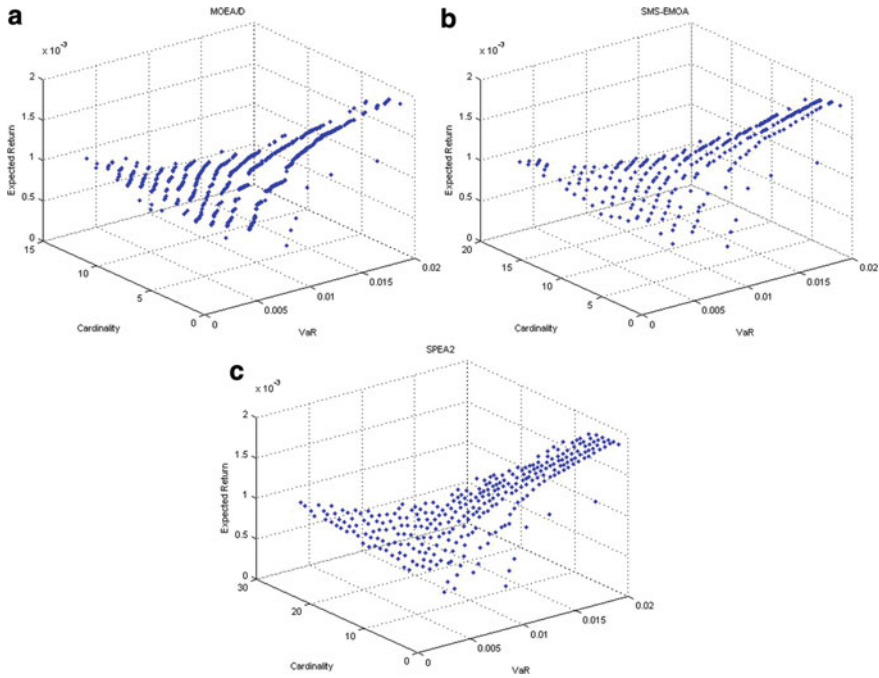 a
MOEA/D
x 10-3
2
1.5
1
0.5
0
Expected Return
15
10
5
0
Cardinality
0
0.005
0.01
0.015
0.02
VaR
b
SMS-EMOA
x 10-3
2
1.5
1
0.5
0
Expected Return
20
15
10
5
0
Cardinality
0
0.005
0.01
0.015
0.02
VaR
c
SPEA2
x 10-3
2
1.5
1
0.5
0
Expected Return
30
20
10
0
Cardinality
0
0.005
0.01
0.015
0.02
VaR